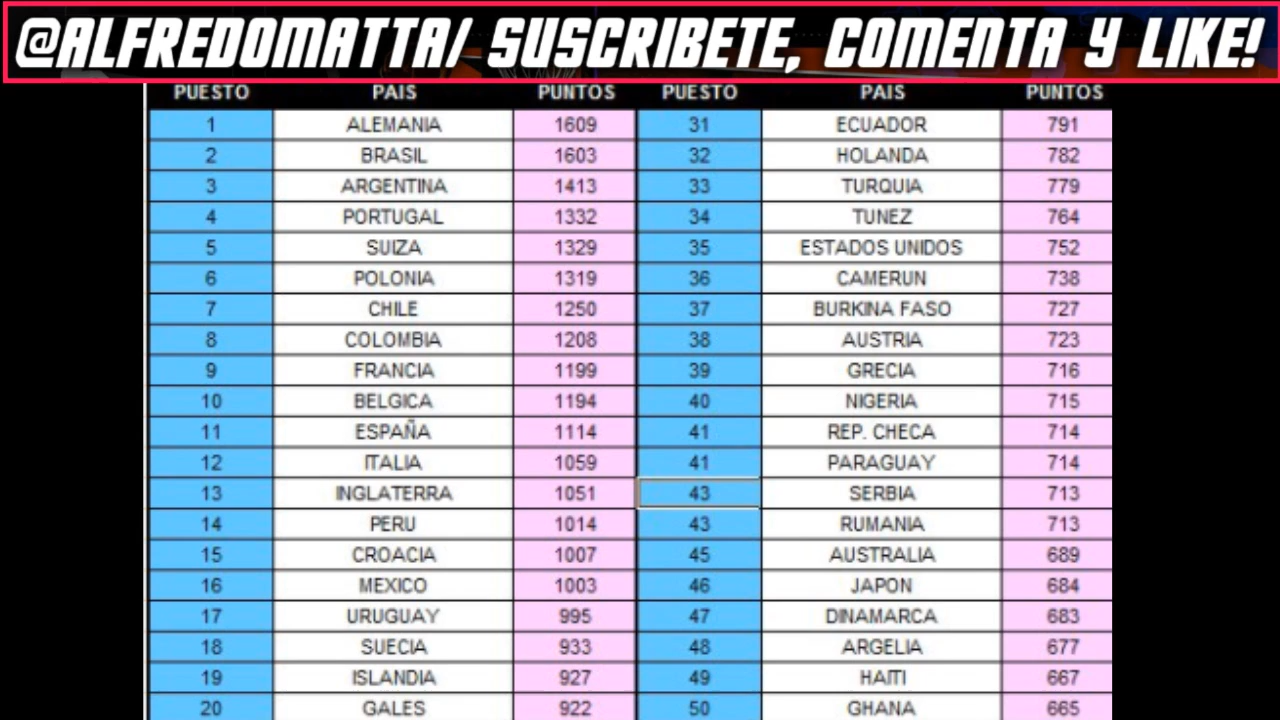 @ALFREDOMATTA/ SUSCRIBETE, COMENTA Y LIKE!
PUESTO PAIS PUNTOS PUESTO PAIS PUNTOS
1 ALEMANIA 1609 31 ECUADOR 791
2 BRASIL 1603 32 HOLANDA 782
3 ARGENTINA 1413 33 TURQUIA 779
4 PORTUGAL 1332 34 TUNEZ 764
5 SUIZA 1329 35 ESTADOS UNIDOS 752
6 POLONIA 1319 36 CAMERUN 738
7 CHILE 1250 37 BURKINA FASO 727
8 COLOMBIA 1208 38 AUSTRIA 723
9 FRANCIA 1199 39 GRECIA 716
10 BELGICA 1194 40 NIGERIA 715
11 ESPAÑA 1114 41 REP. CHECA 714
12 ITALIA 1059 41 PARAGUAY 714
13 INGLATERRA 1051 43 SERBIA 713
14 PERU 1014 43 RUMANIA 713
15 CROACIA 1007 45 AUSTRALIA 689
16 MEXICO 1003 46 JAPON 684
17 URUGUAY 995 47 DINAMARCA 683
18 SUECIA 933 48 ARGELIA 677
19 ISLANDIA 927 49 HAITI 667
20 GALES 922 50 GHANA 665